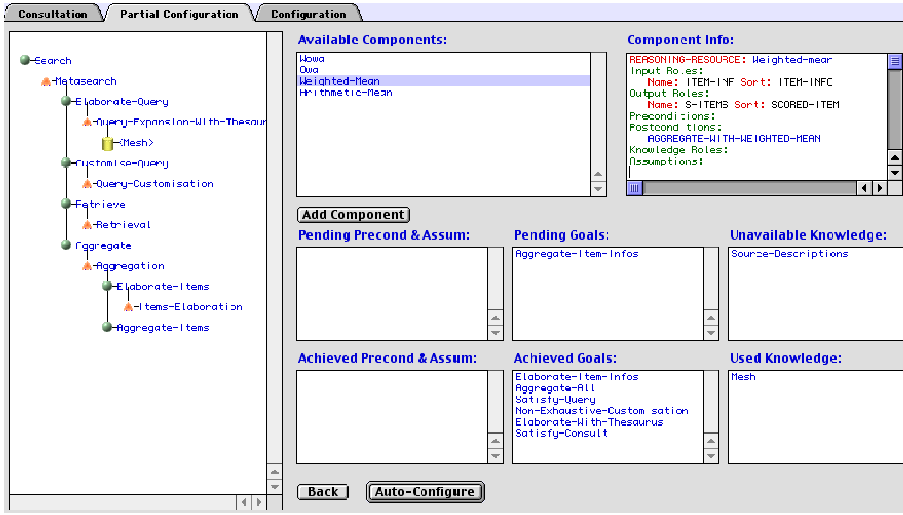 Consultation
Partial Configuration
Configuration
Search
Metasearch
Elaborate-Query
Query-Expansion-With-Thesaur
<Mesh>
Customise-Query
Query-Customisation
Retrieve
Retrieval
Aggregate
Aggregation
Elaborate-Items
Items-Elaboration
Aggregate-Items
Available Components:
Wowa
Owa
Weighted-Mean
Arithmetic-Mean
Component Info:
REASONING-RESOURCE: Weighted-mean
Input Roles:
Name: ITEM-INF Sort: ITEM-INFO
Output Roles:
Name: S-ITEMS Sort: SCORED-ITEM
Preconditions:
Postconditions:
AGGREGATE-WITH-WEIGHTED-MEAN
Knowledge Roles:
Assumptions:
Add Component
Pending Precond & Assum:
Pending Goals:
Aggregate-Item-Infos
Unavailable Knowledge:
Source-Descriptions
Achieved Precond & Assum:
Achieved Goals:
Elaborate-Item-Infos
Aggregate-All
Satisfy-Query
Non-Exhaustive-Customisation
Elaborate-With-Thesaurus
Satisfy-Consult
Used Knowledge:
Mesh
Back
Auto-Configure